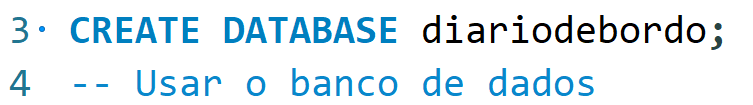 3 CREATE DATABASE diariodebordo;
4 -- Usar o banco de dados